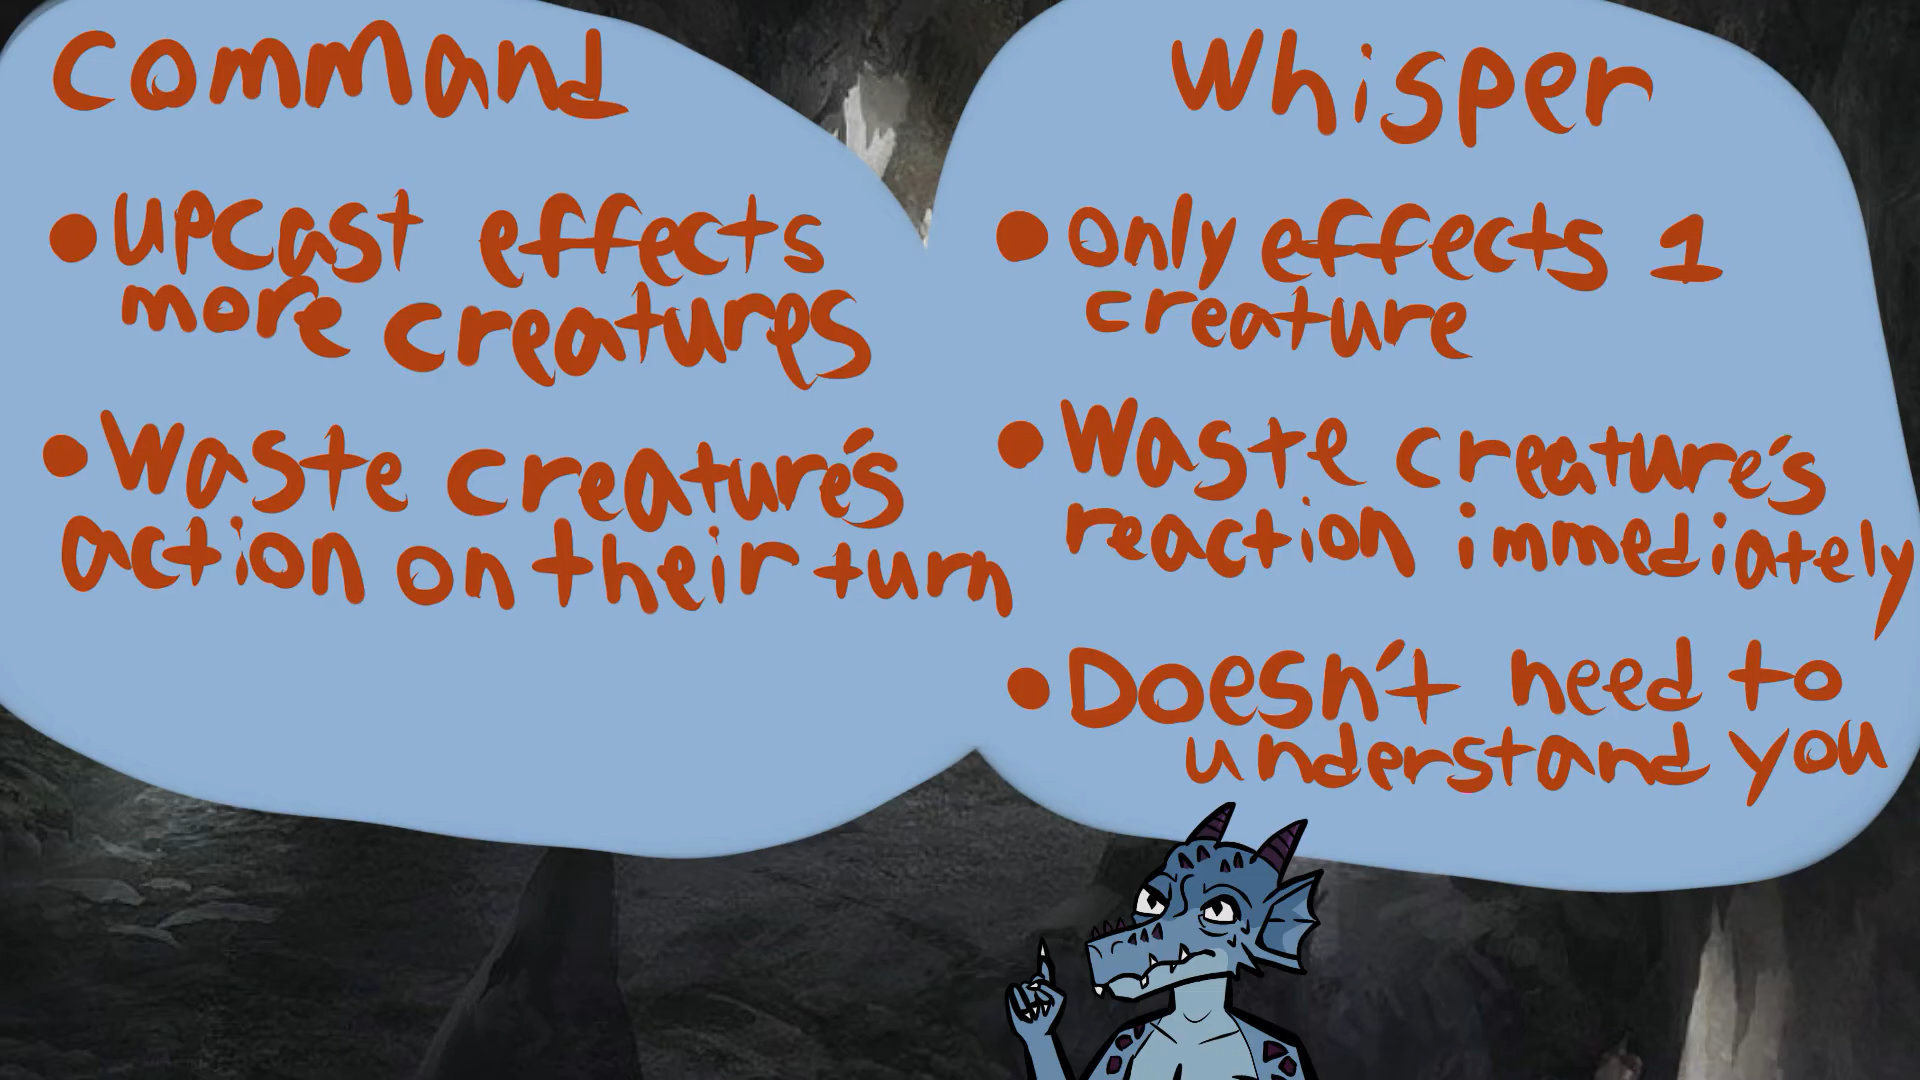 Command
• upcast effects
more creatures
• Waste creature's
action on their turn
Whisper
• only effects 1
creature
• Waste creature's
reaction immediately
• Doesn't need to
understand you